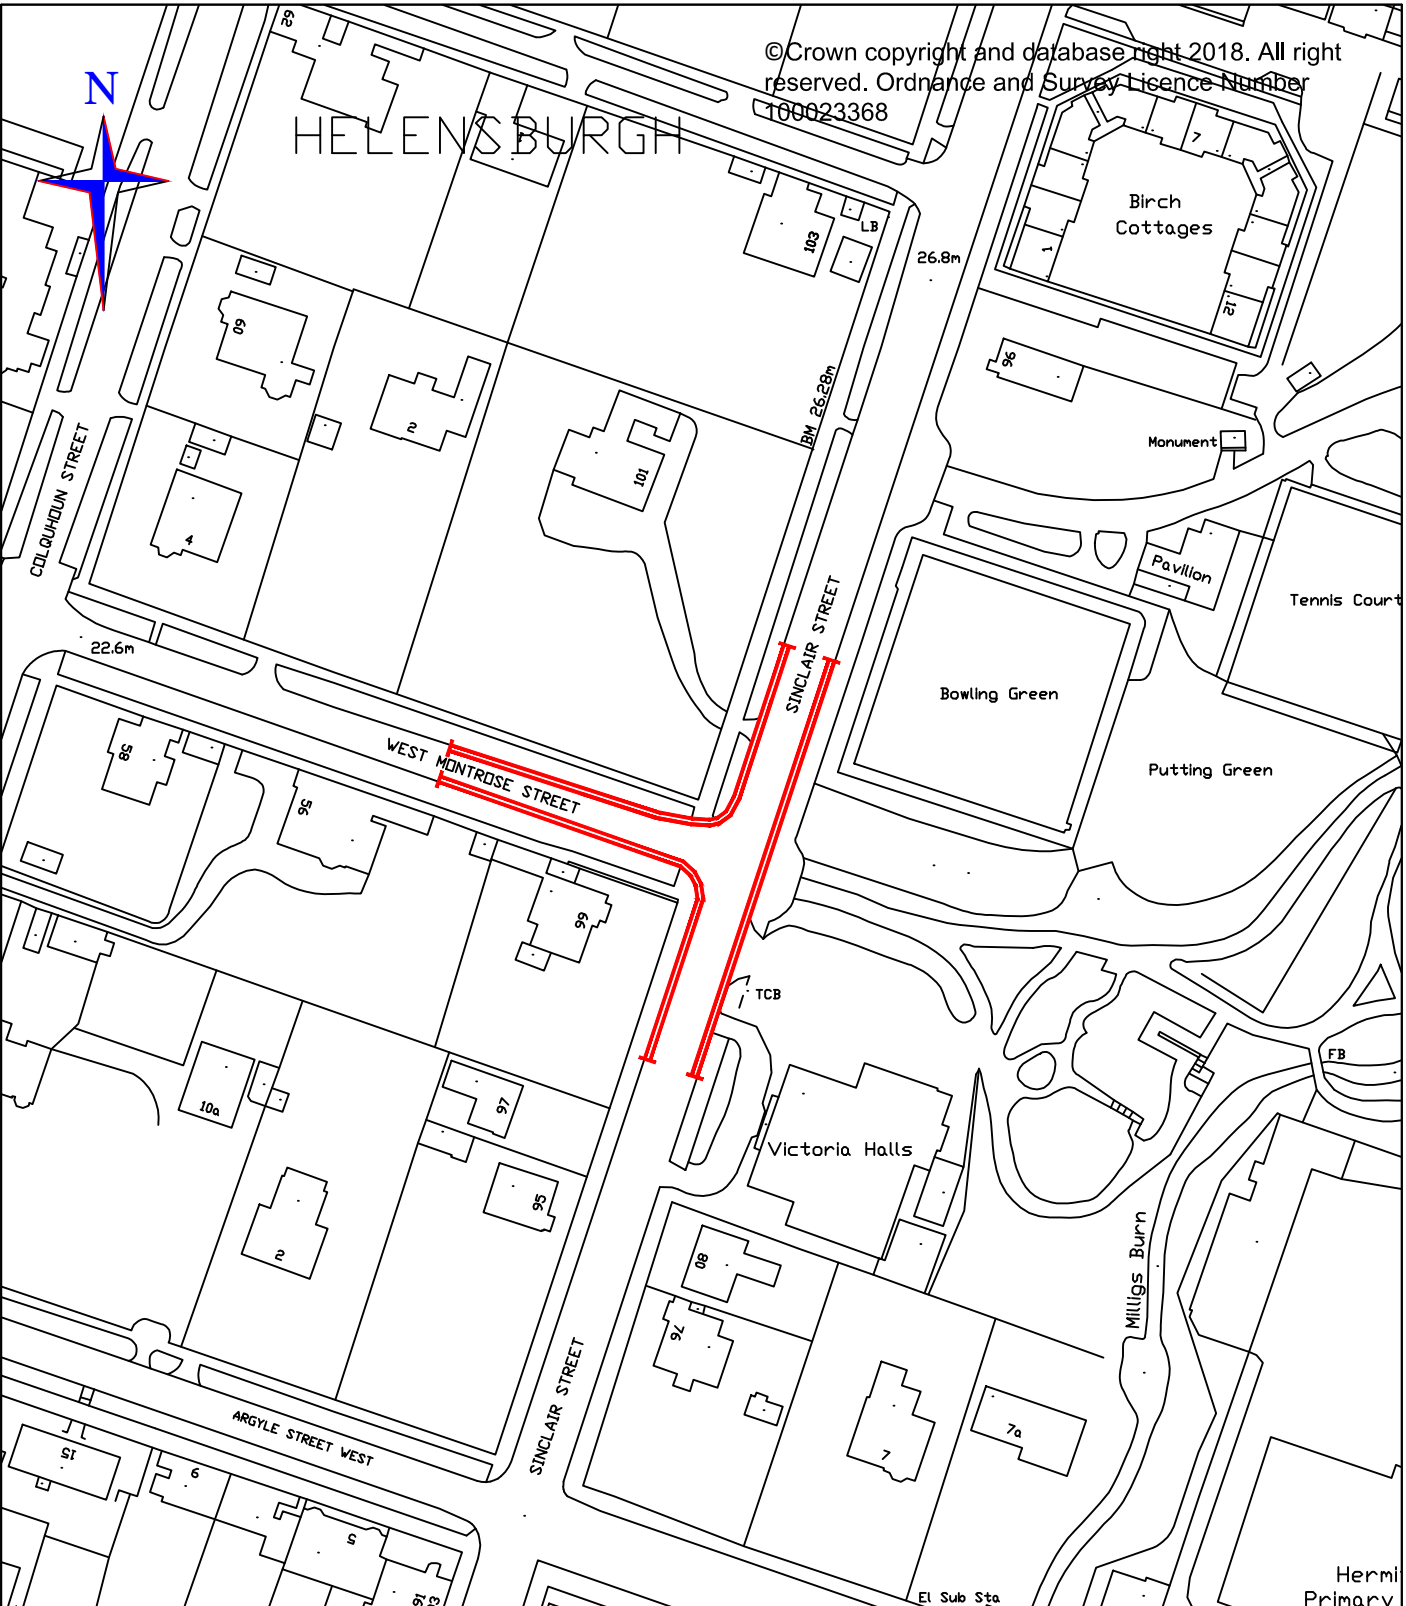 ©Crown copyright and database right 2018. All right
reserved. Ordnance and Survey Licence Number
100023368
N
HELENSBURGH
62
7
Birch
Cottages
1
12
103
LB
26.8m
60
2
96
BM 26.28m
Monument
101
COLQUHOUN STREET
4
Pavilion
Tennis Court
SINCLAIR STREET
22.6m
Bowling Green
58
WEST MONTROSE STREET
Putting Green
56
99
TCB
FB
10a
97
Victoria Halls
95
2
80
Milligs Burn
76
SINCLAIR STREET
ARGYLE STREET WEST
7
7a
15
6
5
El Sub Sta
Hermi
Primary